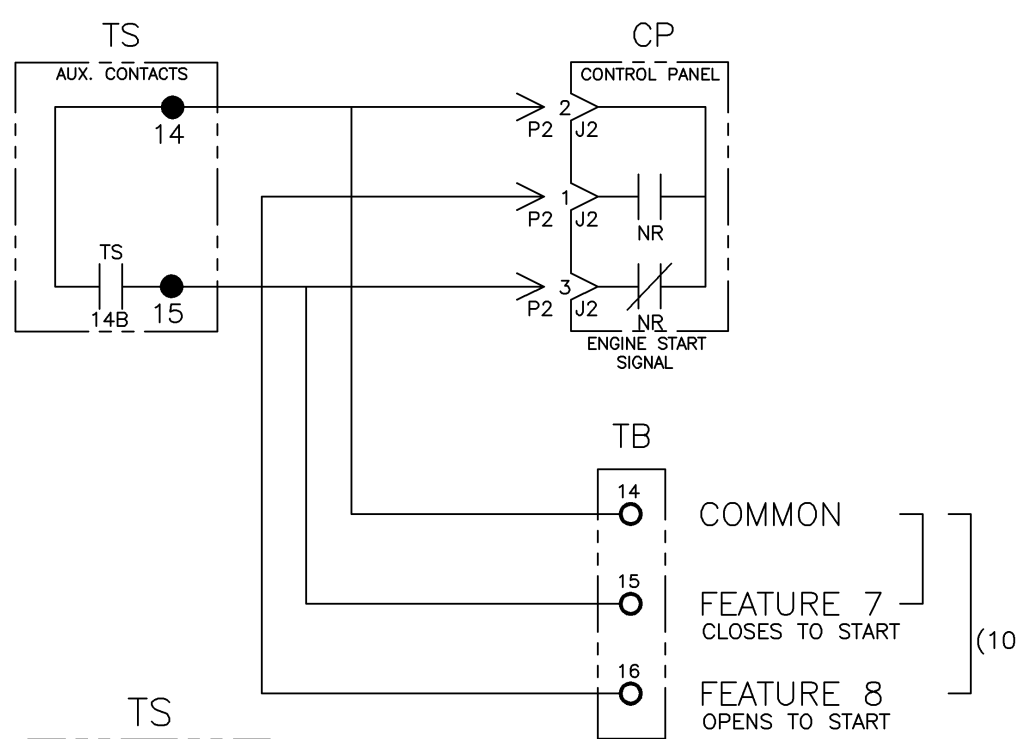 TS
CP
AUX. CONTACTS
CONTROL PANEL
14
P2
2
J2
P2
1
J2
NR
TS
14B
15
P2
3
J2
NR
ENGINE START
SIGNAL
TB
14
COMMON
15
FEATURE 7
CLOSES TO START
(10
16
FEATURE 8
OPENS TO START
TS